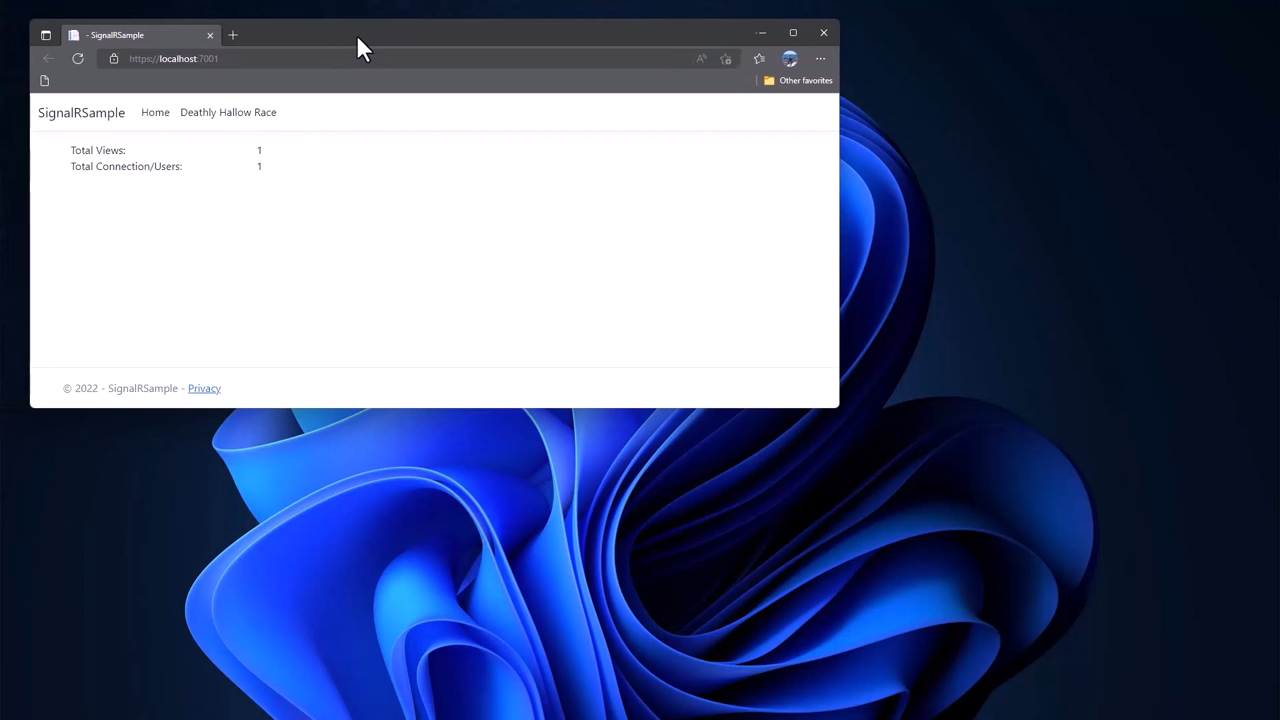 - SignalRSample
https://localhost:7001
Other favorites
SignalRSample Home Deathly Hallow Race
Total Views: 1
Total Connection/Users: 1
© 2022 - SignalRSample - Privacy